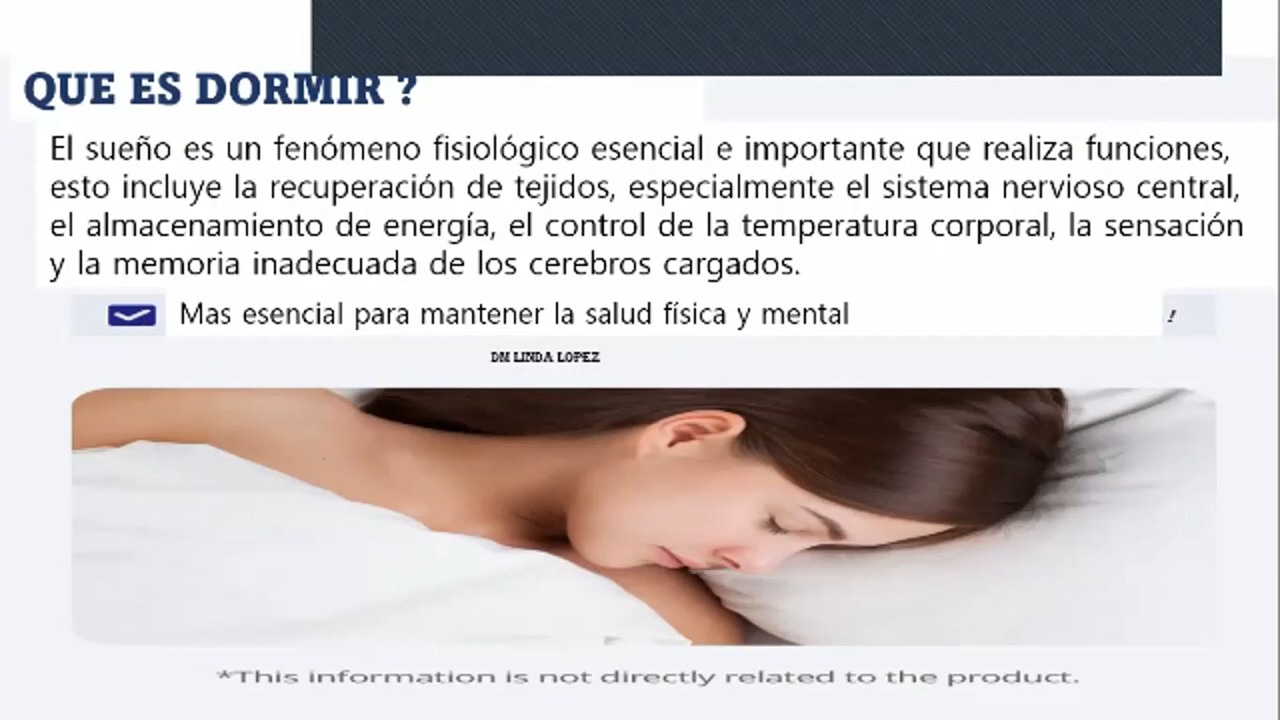 QUE ES DORMIR ?
El sueño es un fenómeno fisiológico esencial e importante que realiza funciones,
esto incluye la recuperación de tejidos, especialmente el sistema nervioso central,
el almacenamiento de energía, el control de la temperatura corporal, la sensación
y la memoria inadecuada de los cerebros cargados.
Mas esencial para mantener la salud física y mental !
DM LINDA LOPEZ
*This information is not directly related to the product.